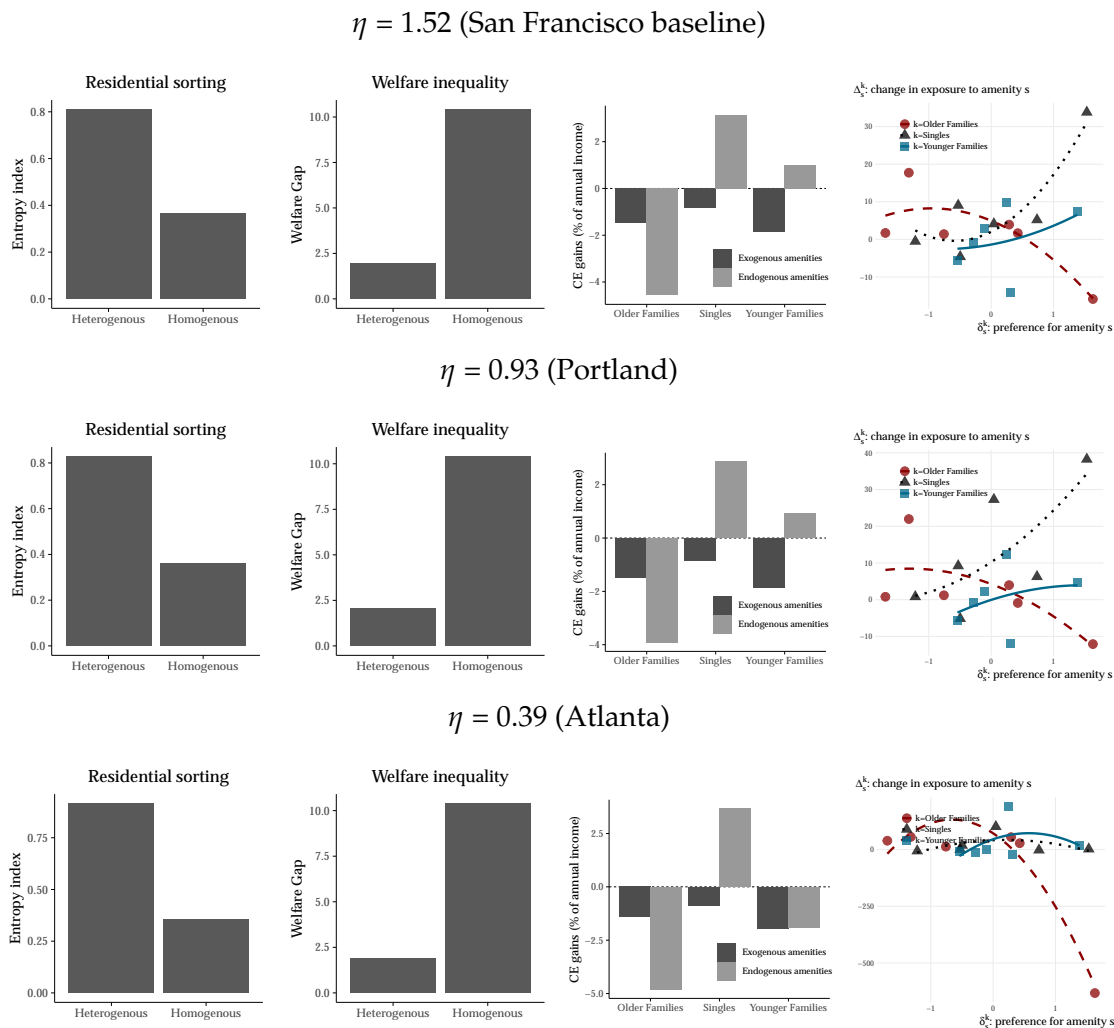 η = 1.52 (San Francisco baseline)
Residential sorting
Entropy index
0.8
0.6
0.4
0.2
0.0
Heterogenous Homogenous
Welfare inequality
Welfare Gap
10.0
7.5
5.0
2.5
0.0
Heterogenous Homogenous
CE gains (% of annual income)
2
0
−2
−4
Exogenous amenities
Endogenous amenities
Older Families Singles Younger Families
Δₛᵏ: change in exposure to amenity s
30
20
10
0
−10
k=Older Families
k=Singles
k=Younger Families
−1 0 1
δₛᵏ: preference for amenity s
η = 0.93 (Portland)
Residential sorting
Entropy index
0.8
0.6
0.4
0.2
0.0
Heterogenous Homogenous
Welfare inequality
Welfare Gap
10.0
7.5
5.0
2.5
0.0
Heterogenous Homogenous
CE gains (% of annual income)
2
0
−2
−4
Exogenous amenities
Endogenous amenities
Older Families Singles Younger Families
Δₛᵏ: change in exposure to amenity s
40
30
20
10
0
−10
k=Older Families
k=Singles
k=Younger Families
−1 0 1
δₛᵏ: preference for amenity s
η = 0.39 (Atlanta)
Residential sorting
Entropy index
0.75
0.50
0.25
0.00
Heterogenous Homogenous
Welfare inequality
Welfare Gap
10.0
7.5
5.0
2.5
0.0
Heterogenous Homogenous
CE gains (% of annual income)
2.5
0.0
−2.5
−5.0
Exogenous amenities
Endogenous amenities
Older Families Singles Younger Families
Δₛᵏ: change in exposure to amenity s
0
−250
−500
k=Older Families
k=Singles
k=Younger Families
−1 0 1
δₛᵏ: preference for amenity s